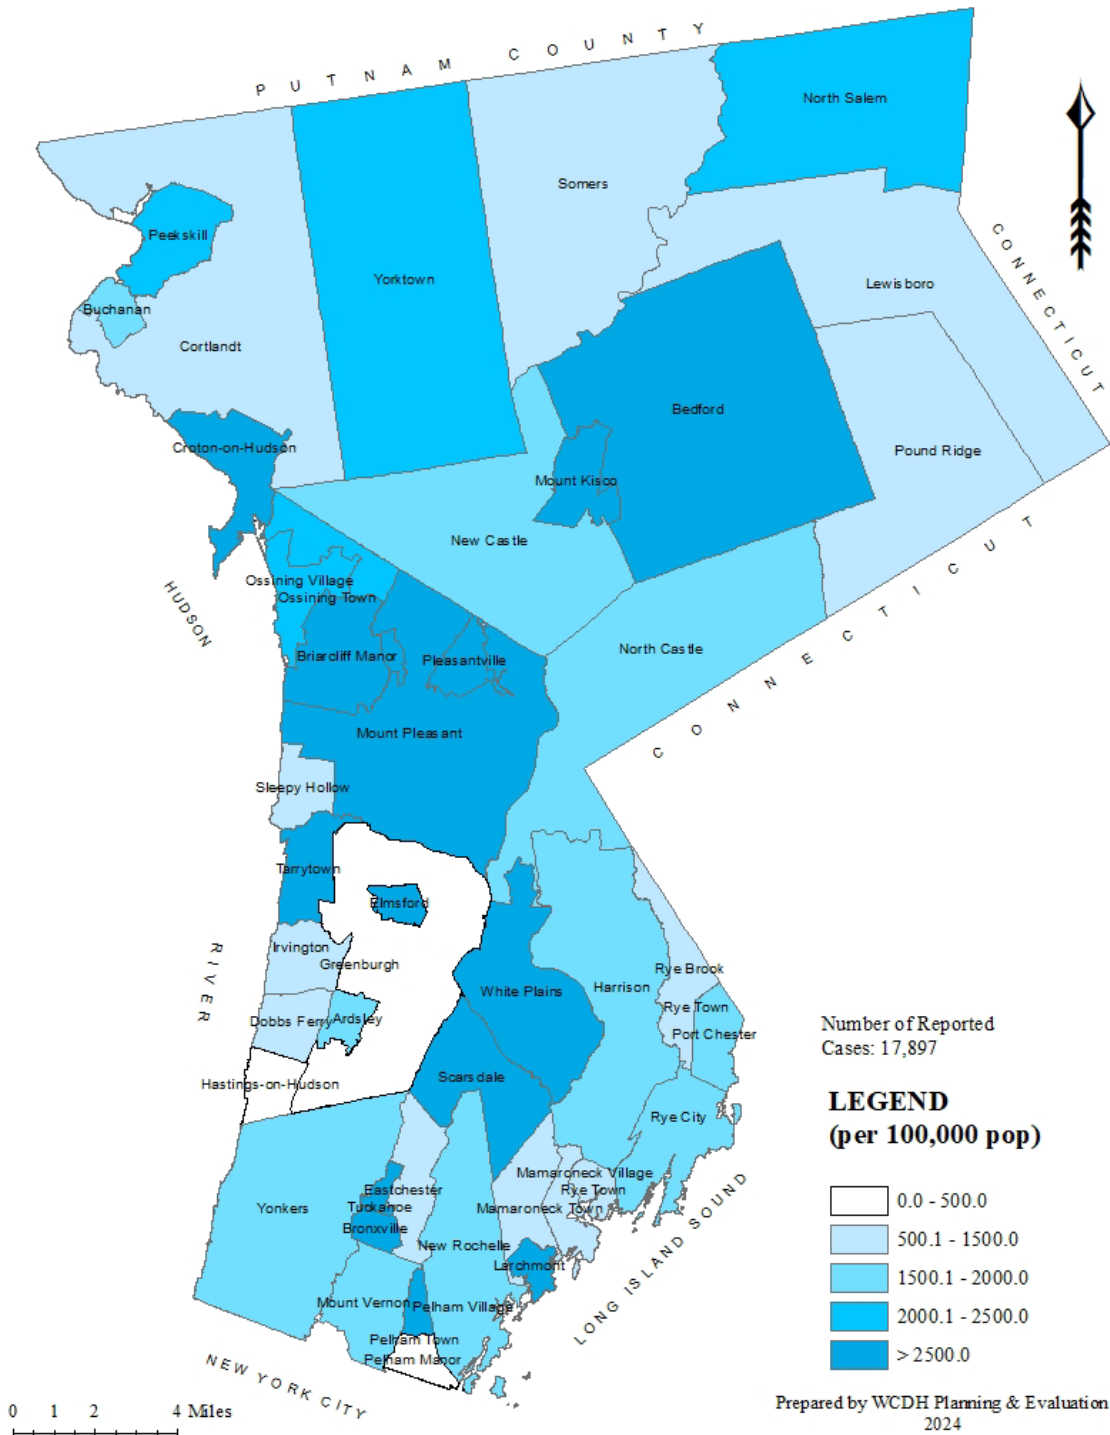 PUTNAM COUNTY
North Salem
Somers
Peekskill
Yorktown
CONNECTICUT
Lewisboro
Buchanan
Cortlandt
Bedford
Croton-on-Hudson
Pound Ridge
Mount Kisco
New Castle
CONNECTICUT
Ossining Village
Ossining Town
HUDSON
North Castle
Briarcliff Manor
Pleasantville
Mount Pleasant
Sleepy Hollow
Tarrytown
Elmsford
RIVER
Irvington
Greenburgh
Rye Brook
White Plains
Harrison
Rye Town
Dobbs Ferry
Ardsley
Port Chester
Number of Reported
Cases: 17,897
Scarsdale
Hastings-on-Hudson
LEGEND
(per 100,000 pop)
Rye City
Mamaroneck Village
Eastchester
Rye Town
0.0 - 500.0
Yonkers
Tuckahoe
Mamaroneck Town
Bronxville
500.1 - 1500.0
New Rochelle
LONG ISLAND SOUND
Larchmont
1500.1 - 2000.0
Mount Vernon
Pelham Village
2000.1 - 2500.0
Pelham Town
Pelham Manor
> 2500.0
NEW YORK CITY
0 1 2 4 Miles
Prepared by WCDH Planning & Evaluation
2024